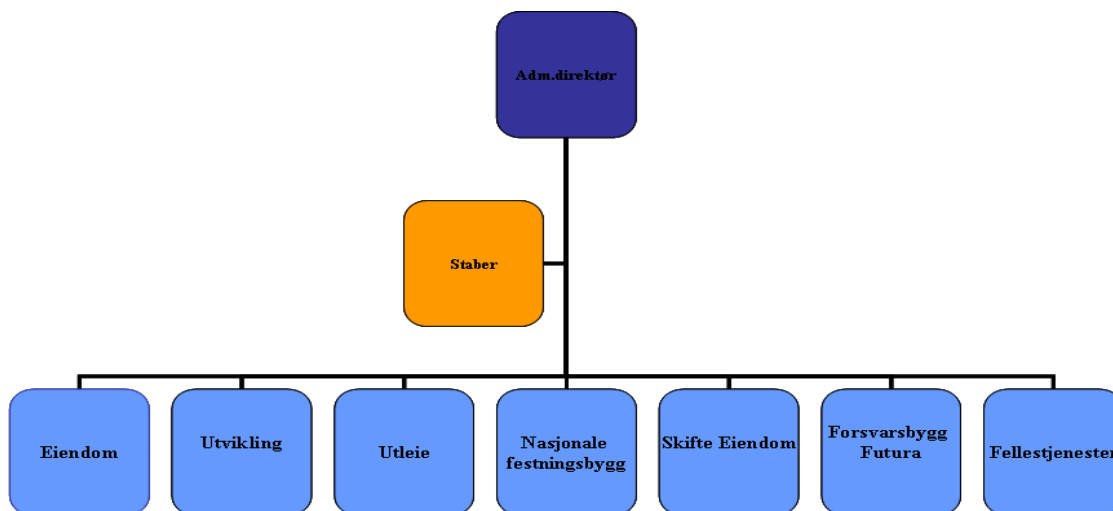 Adm.direktør
Staber
Eiendom
Utvikling
Utleie
Nasjonale
festningsbygg
Skifte Eiendom
Forsvarsbygg
Futura
Fellestjenester